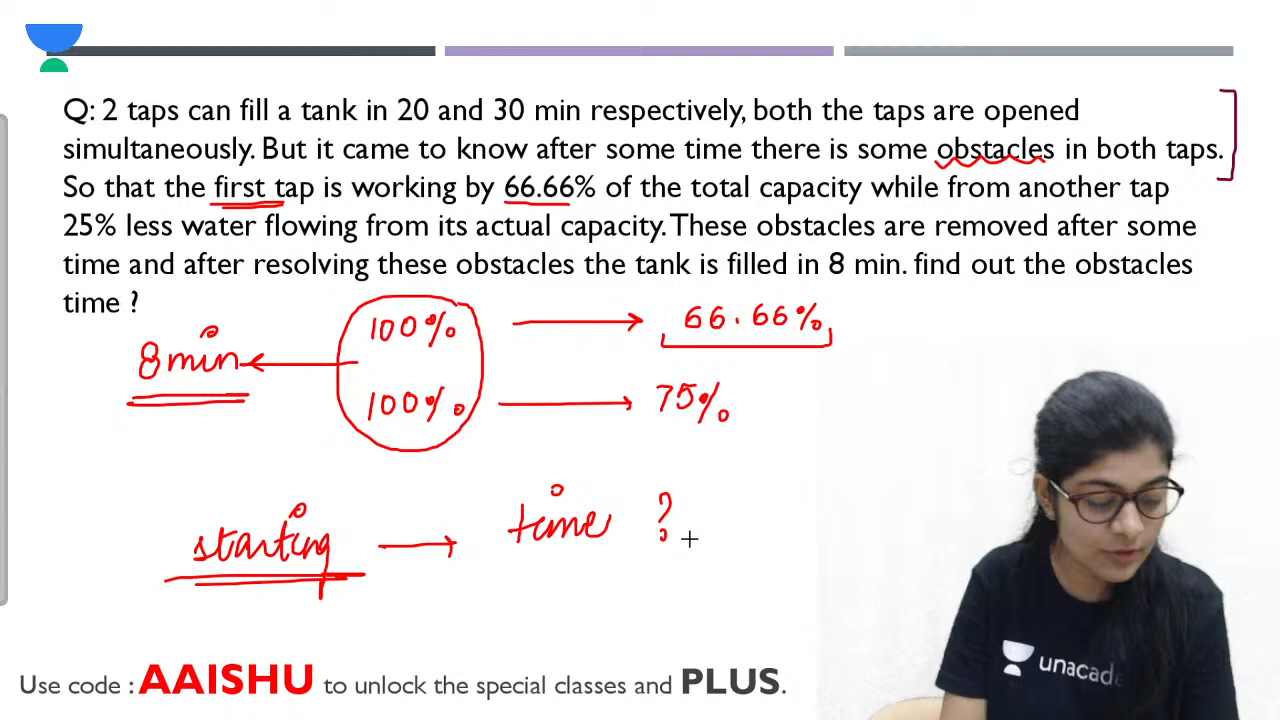 Q: 2 taps can fill a tank in 20 and 30 min respectively, both the taps are opened
simultaneously. But it came to know after some time there is some obstacles in both taps.
So that the first tap is working by 66.66% of the total capacity while from another tap
25% less water flowing from its actual capacity. These obstacles are removed after some
time and after resolving these obstacles the tank is filled in 8 min. find out the obstacles
time ?
100% 66.66%
8min
100% 75%
starting time ?
unacade
Use code : AAISHU to unlock the special classes and PLUS.